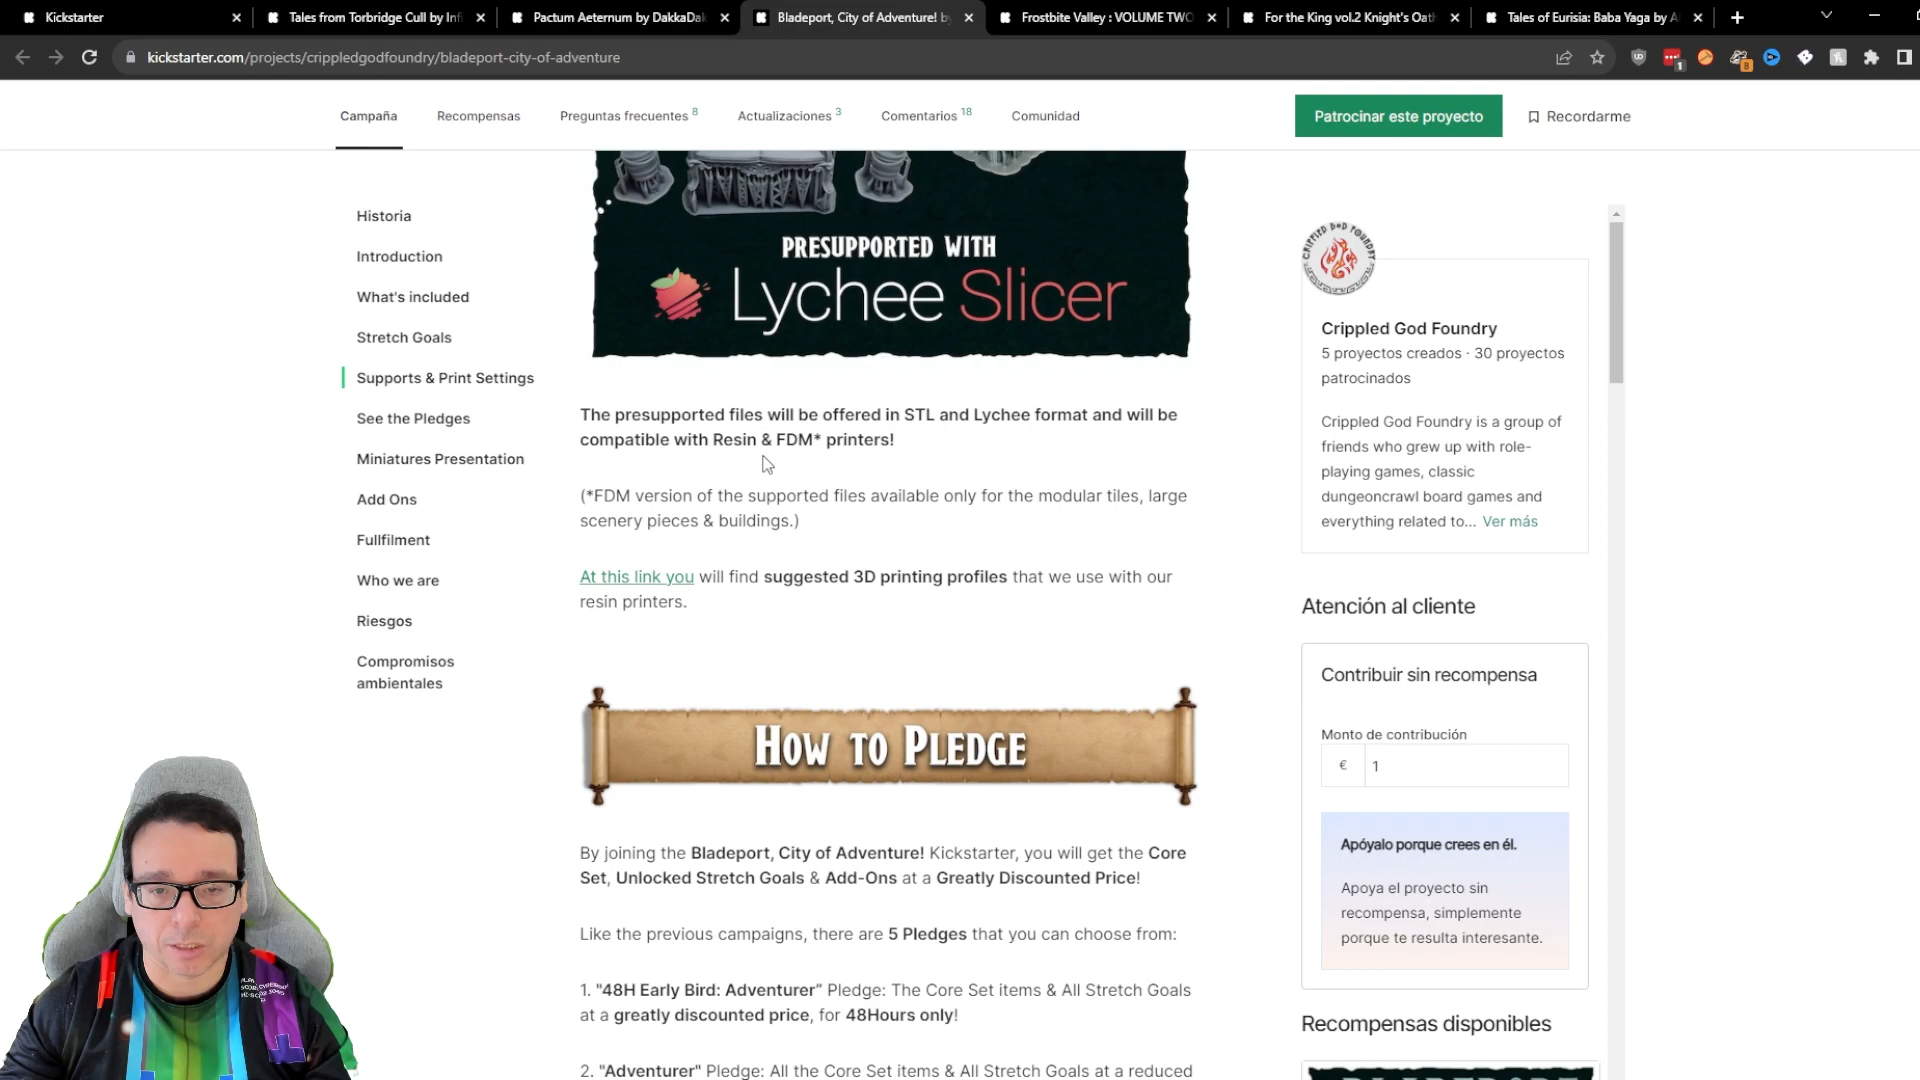 Kickstarter
Tales from Torbridge Cull by Inf
Pactum Aeternum by DakkaDak
Bladeport, City of Adventure! b
Frostbite Valley : VOLUME TWO
For the King vol.2 Knight's Oath
Tales of Eurisia: Baba Yaga by A
kickstarter.com/projects/crippledgodfoundry/bladeport-city-of-adventure
1
8
Campaña
Recompensas
Preguntas frecuentes 8
Actualizaciones 3
Comentarios 18
Comunidad
Patrocinar este proyecto
Recordarme
Historia
Introduction
What's included
Stretch Goals
Supports & Print Settings
See the Pledges
Miniatures Presentation
Add Ons
Fullfilment
Who we are
Riesgos
Compromisos
ambientales
PRESUPPORTED WITH
Lychee Slicer
The presupported files will be offered in STL and Lychee format and will be
compatible with Resin & FDM* printers!
(*FDM version of the supported files available only for the modular tiles, large
scenery pieces & buildings.)
At this link you will find suggested 3D printing profiles that we use with our
resin printers.
HOW TO PLEDGE
By joining the Bladeport, City of Adventure! Kickstarter, you will get the Core
Set, Unlocked Stretch Goals & Add-Ons at a Greatly Discounted Price!
Like the previous campaigns, there are 5 Pledges that you can choose from:
1. "48H Early Bird: Adventurer" Pledge: The Core Set items & All Stretch Goals
at a greatly discounted price, for 48Hours only!
2. "Adventurer" Pledge: All the Core Set items & All Stretch Goals at a reduced
CRIPPLED GOD FOUNDRY
Crippled God Foundry
5 proyectos creados · 30 proyectos
patrocinados
Crippled God Foundry is a group of
friends who grew up with role-
playing games, classic
dungeoncrawl board games and
everything related to... Ver más
Atención al cliente
Contribuir sin recompensa
Monto de contribución
€ 1
Apóyalo porque crees en él.
Apoya el proyecto sin
recompensa, simplemente
porque te resulta interesante.
Recompensas disponibles